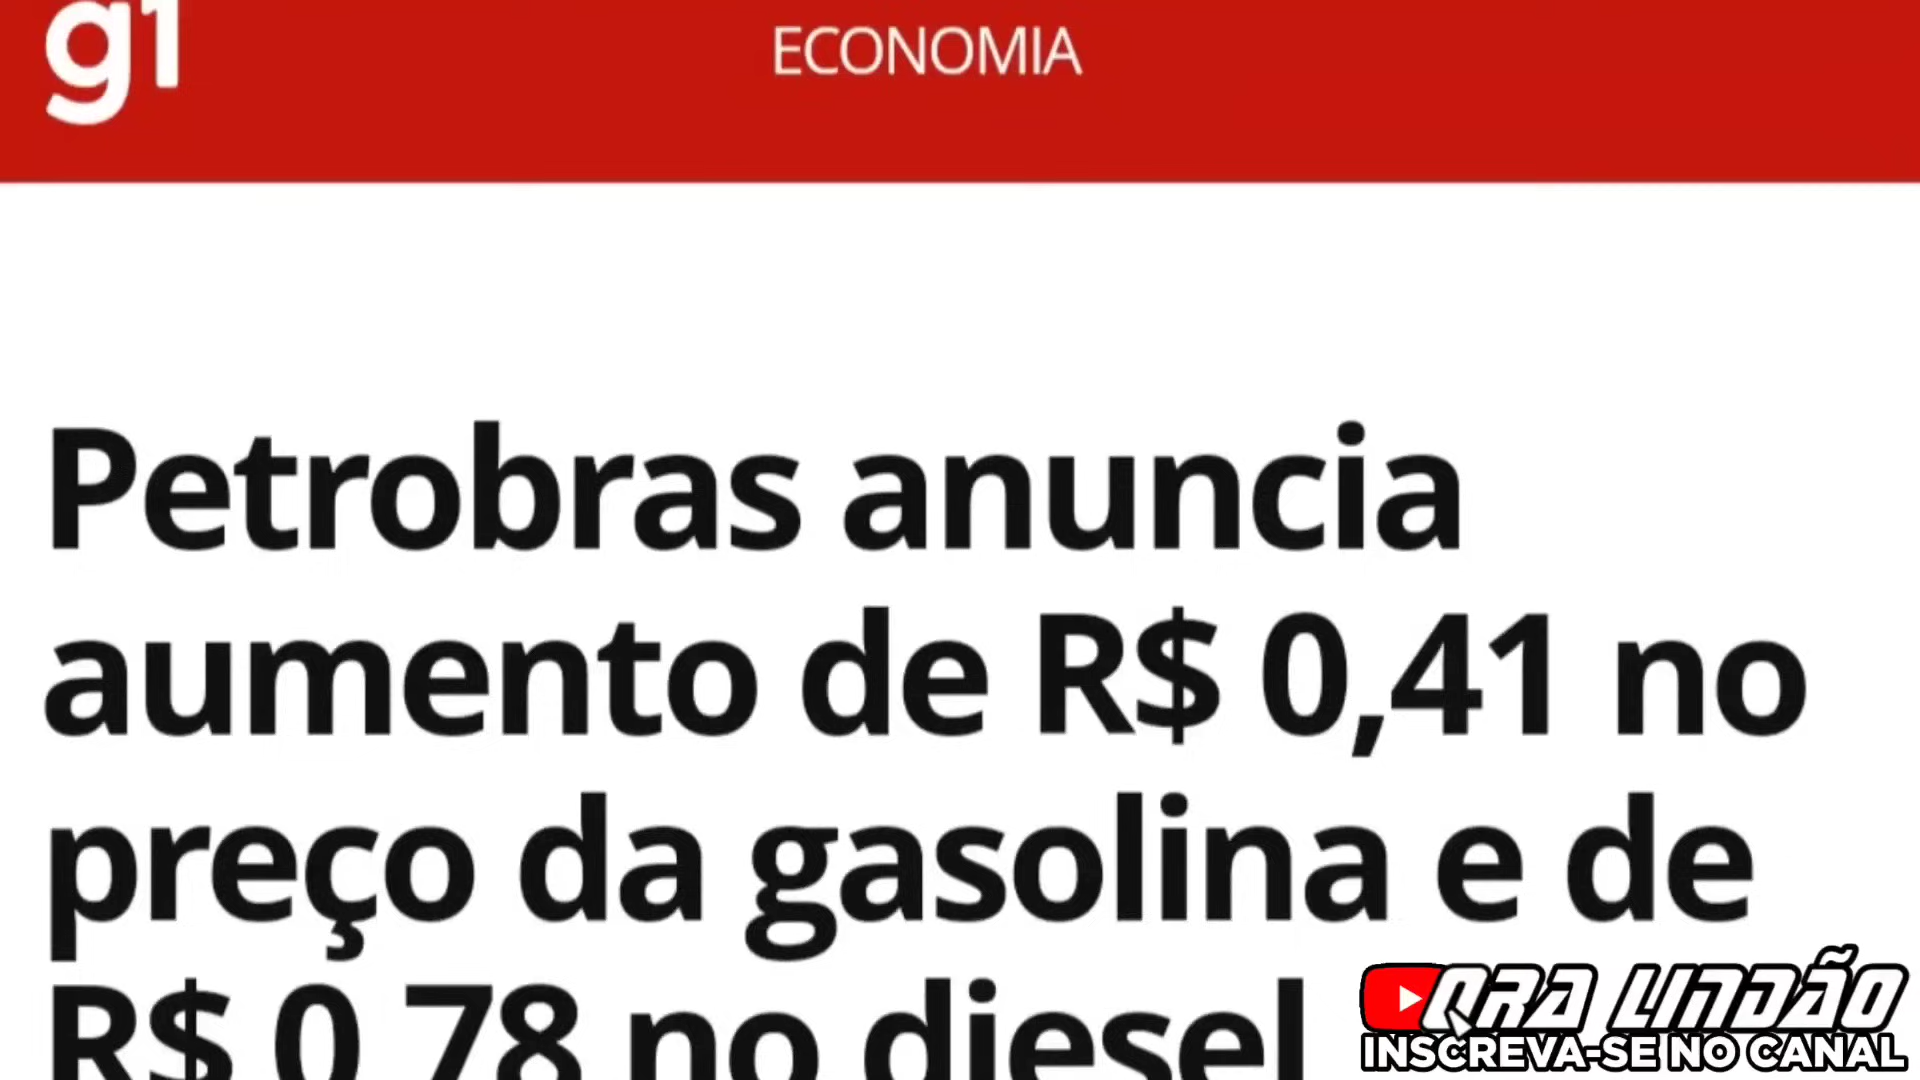 g1
ECONOMIA
Petrobras anuncia
aumento de R$ 0,41 no
preço da gasolina e de
R$ 0,78 no diesel
QRA LINDÃO
INSCREVA-SE NO CANAL